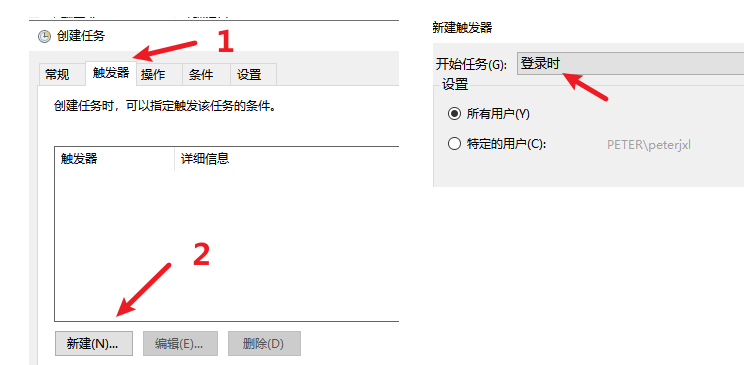 创建任务
1
常规 触发器 操作 条件 设置
创建任务时，可以指定触发该任务的条件。
触发器 详细信息
2
新建(N)... 编辑(E)... 删除(D)
新建触发器
开始任务(G): 登录时
设置
所有用户(Y)
特定的用户(C): PETER\peterjxl